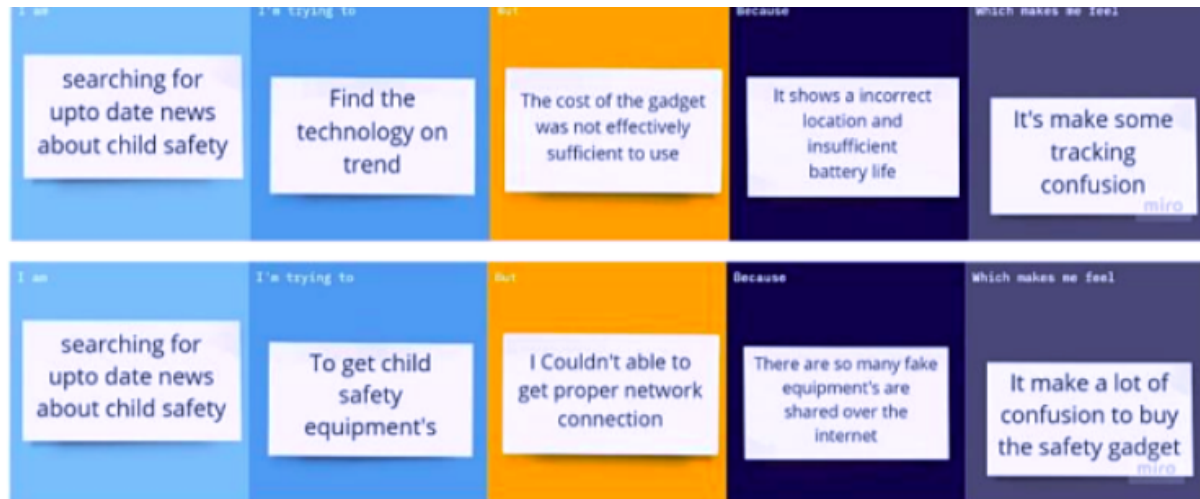 I am
I'm trying to
But
Because
Which makes me feel
searching for
upto date news
about child safety
Find the
technology on
trend
The cost of the gadget
was not effectively
sufficient to use
It shows a incorrect
location and
insufficient
battery life
It's make some
tracking
confusion
miro
I am
I'm trying to
But
Because
Which makes me feel
searching for
upto date news
about child safety
To get child
safety
equipment's
I Couldn't able to
get proper network
connection
There are so many fake
equipment's are
shared over the
internet
It make a lot of
confusion to buy
the safety gadget
miro